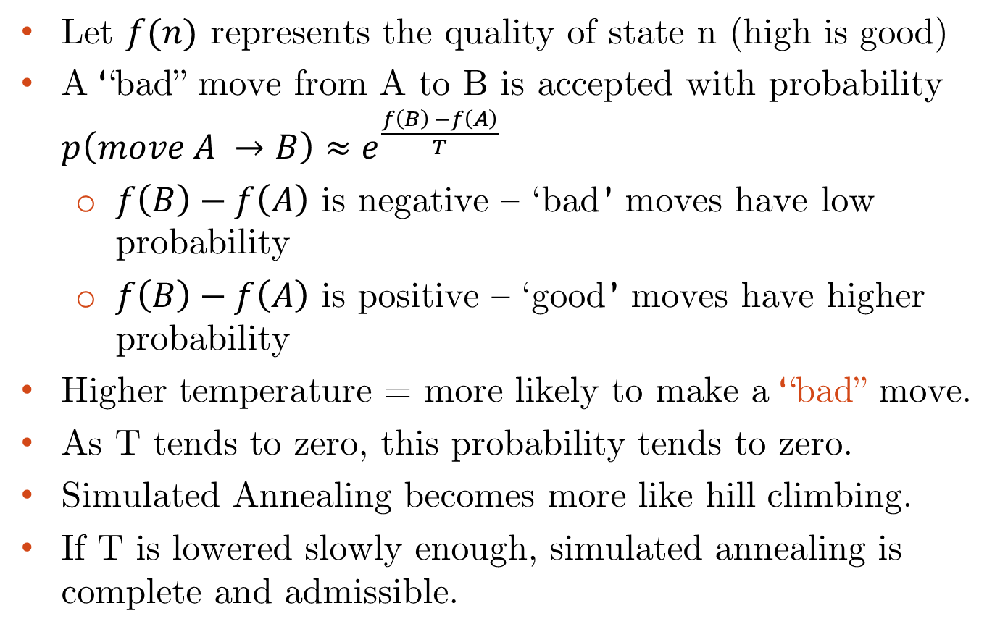 • Let f(n) represents the quality of state n (high is good)
• A “bad” move from A to B is accepted with probability
p(move A → B) ≈ e^((f(B) −f(A))/T)
○ f(B) − f(A) is negative – ‘bad' moves have low
probability
○ f(B) − f(A) is positive – ‘good' moves have higher
probability
• Higher temperature = more likely to make a “bad” move.
• As T tends to zero, this probability tends to zero.
• Simulated Annealing becomes more like hill climbing.
• If T is lowered slowly enough, simulated annealing is
complete and admissible.